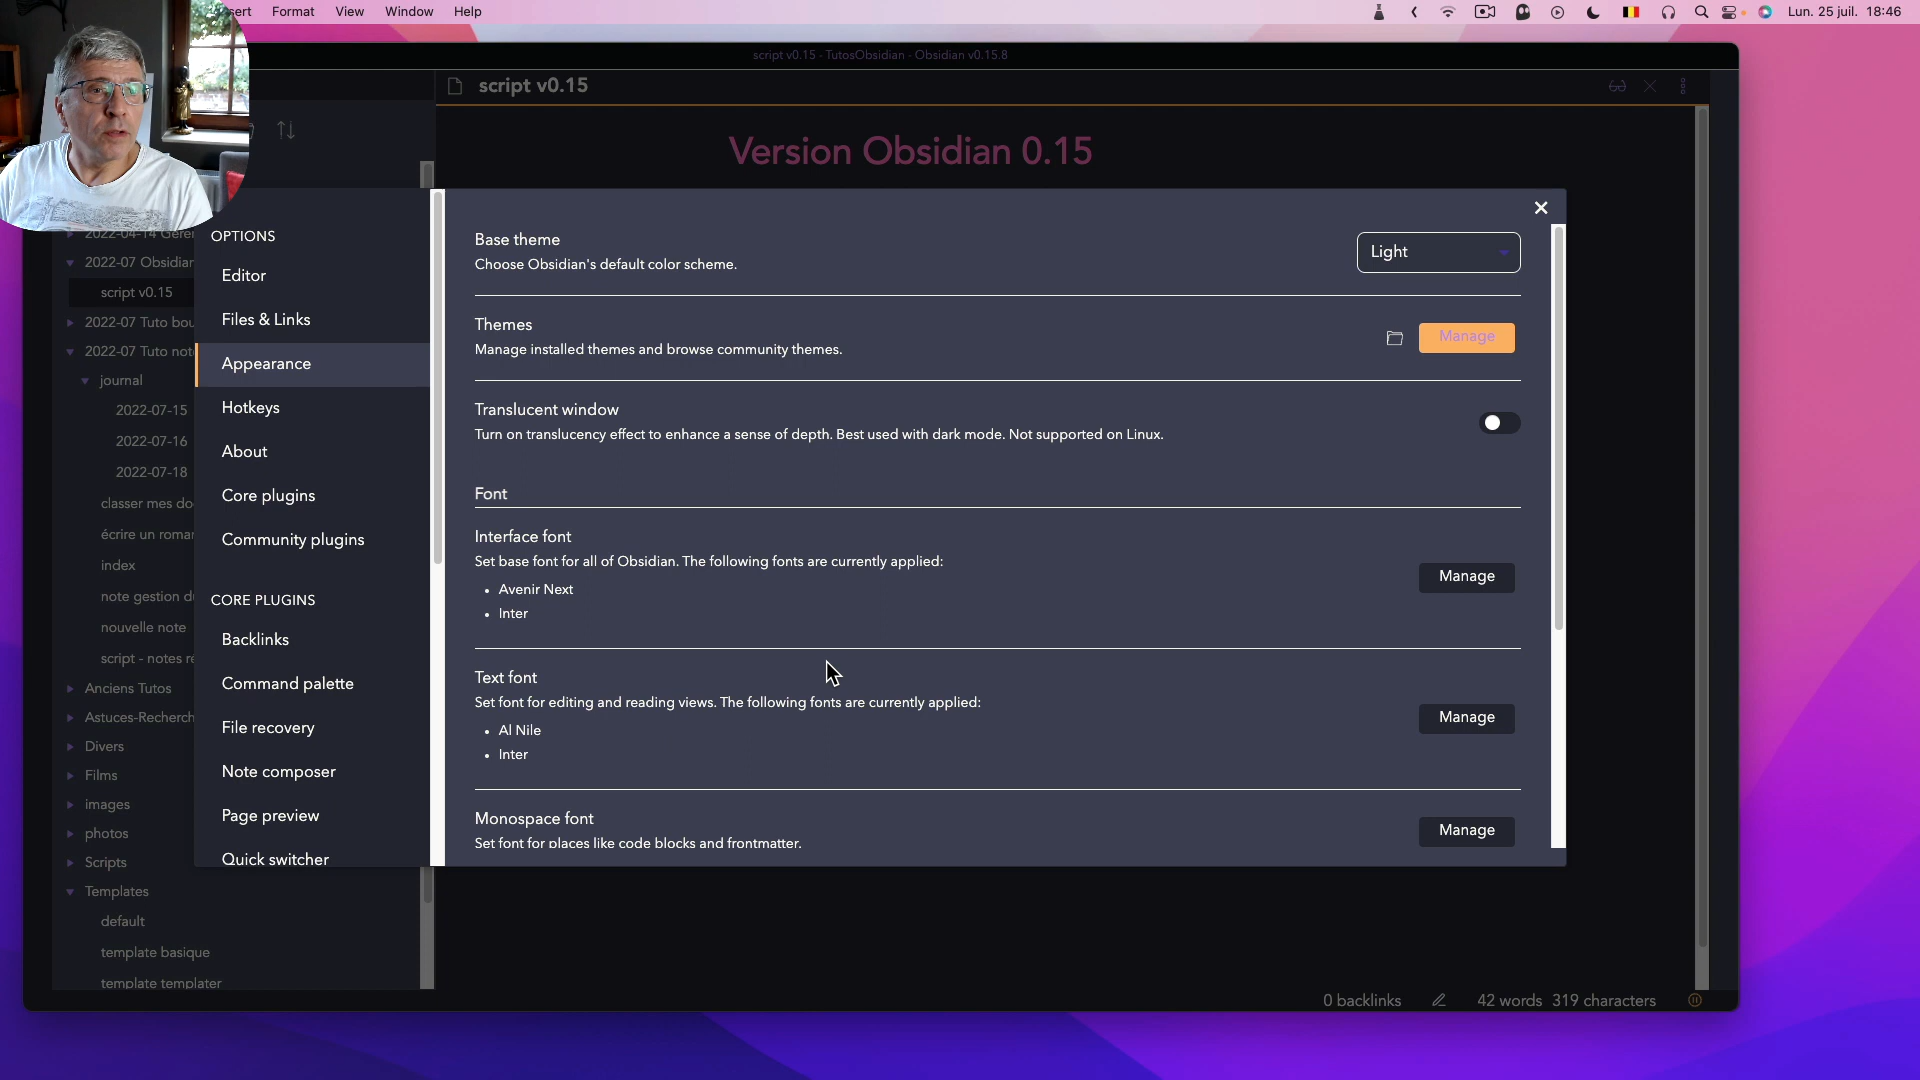 Format View Window Help
Lun. 25 juil. 18:46
script v0.15 - TutosObsidian - Obsidian v0.15.8
script v0.15
Version Obsidian 0.15
2022-07 Obsidian
script v0.15
2022-07 Tuto bou
2022-07 Tuto not
journal
2022-07-15
2022-07-16
2022-07-18
classer mes do
écrire un roma
index
note gestion d
nouvelle note
script - notes r
Anciens Tutos
Astuces-Recherch
Divers
Films
images
photos
Scripts
Templates
default
template basique
template templater
OPTIONS
Editor
Files & Links
Appearance
Hotkeys
About
Core plugins
Community plugins
CORE PLUGINS
Backlinks
Command palette
File recovery
Note composer
Page preview
Quick switcher
Base theme
Choose Obsidian's default color scheme.
Light
Themes
Manage installed themes and browse community themes.
Manage
Translucent window
Turn on translucency effect to enhance a sense of depth. Best used with dark mode. Not supported on Linux.
Font
Interface font
Set base font for all of Obsidian. The following fonts are currently applied:
• Avenir Next
• Inter
Manage
Text font
Set font for editing and reading views. The following fonts are currently applied:
• Al Nile
• Inter
Manage
Monospace font
Set font for places like code blocks and frontmatter.
Manage
0 backlinks
42 words 319 characters